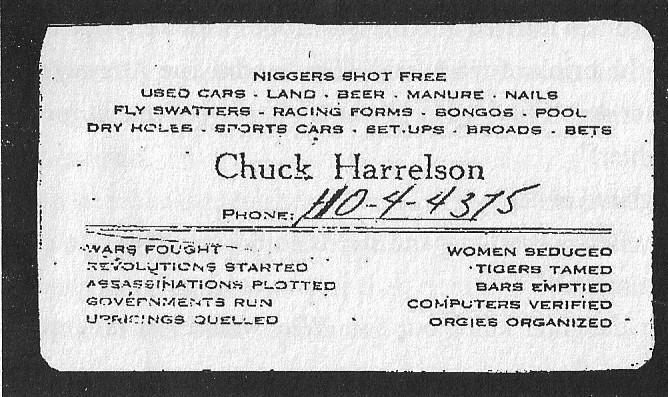 NIGGERS SHOT FREE
USED CARS · LAND · BEER · MANURE · NAILS
FLY SWATTERS · RACING FORMS · BONGOS · POOL
DRY HOLES · SPORTS CARS · SET-UPS · BROADS · BETS
Chuck Harrelson
PHONE: HO-4-4375
WARS FOUGHT
REVOLUTIONS STARTED
ASSASSINATIONS PLOTTED
GOVERNMENTS RUN
UPRICINGS QUELLED
WOMEN SEDUCED
TIGERS TAMED
BARS EMPTIED
COMPUTERS VERIFIED
ORGIES ORGANIZED